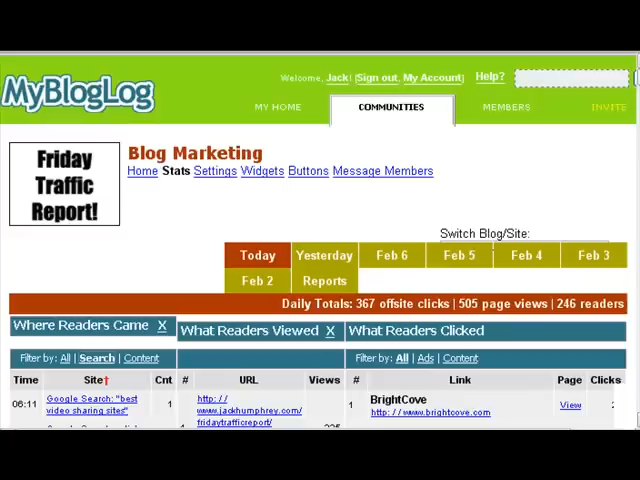 Welcome, Jack! [Sign out, My Account] Help?
MyBlogLog
MY HOME COMMUNITIES MEMBERS INVITE
Friday
Traffic
Report!
Blog Marketing
Home Stats Settings Widgets Buttons Message Members
Switch Blog/Site:
Today Yesterday Feb 6 Feb 5 Feb 4 Feb 3
Feb 2 Reports
Daily Totals: 367 offsite clicks | 505 page views | 246 readers
Where Readers Came X What Readers Viewed X What Readers Clicked
Filter by: All | Search | Content Filter by: All | Ads | Content
Time Site↑ Cnt # URL Views # Link Page Clicks
06:11 Google Search: "best video sharing sites" 1
1 http://
www.jackhumphrey.com/
fridaytrafficreport/
1 BrightCove
http://www.brightcove.com View